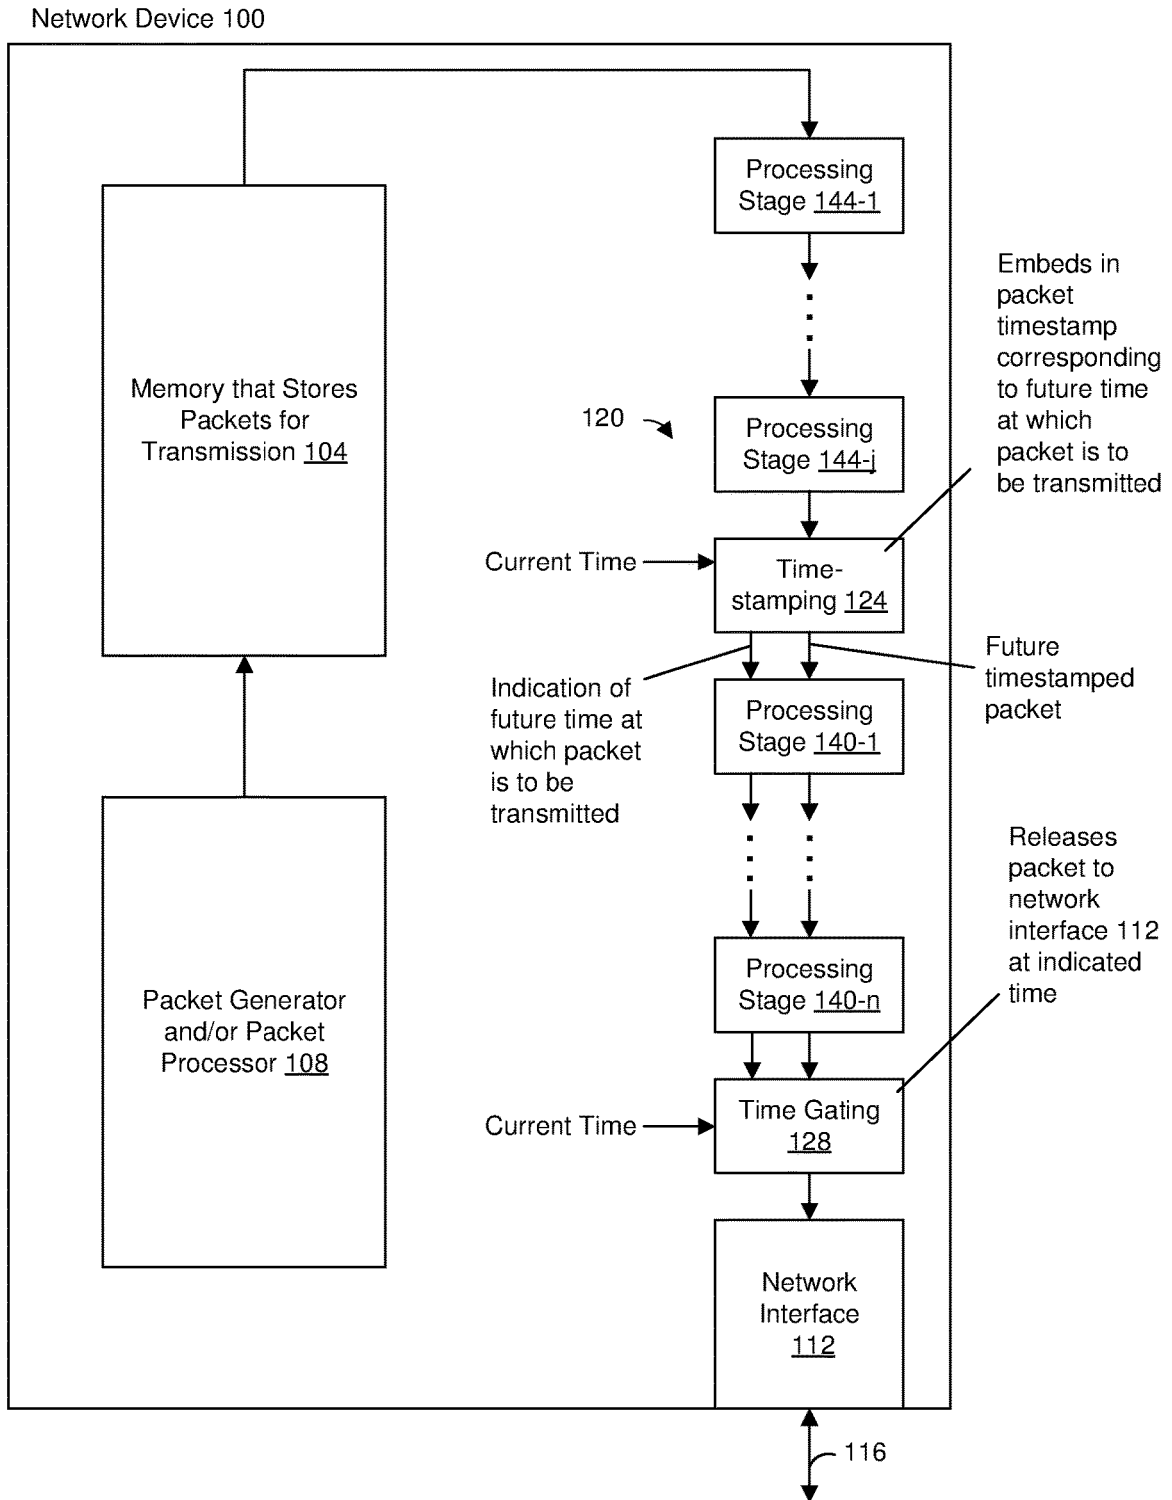 Network Device 100
Processing
Stage 144-1
Embeds in
packet
timestamp
corresponding
to future time
at which
packet is to
be transmitted
Memory that Stores
Packets for
Transmission 104
120
Processing
Stage 144-j
Current Time
Time-
stamping 124
Indication of
future time at
which packet
is to be
transmitted
Future
timestamped
packet
Processing
Stage 140-1
Releases
packet to
network
interface 112
at indicated
time
Packet Generator
and/or Packet
Processor 108
Processing
Stage 140-n
Current Time
Time Gating
128
Network
Interface
112
116